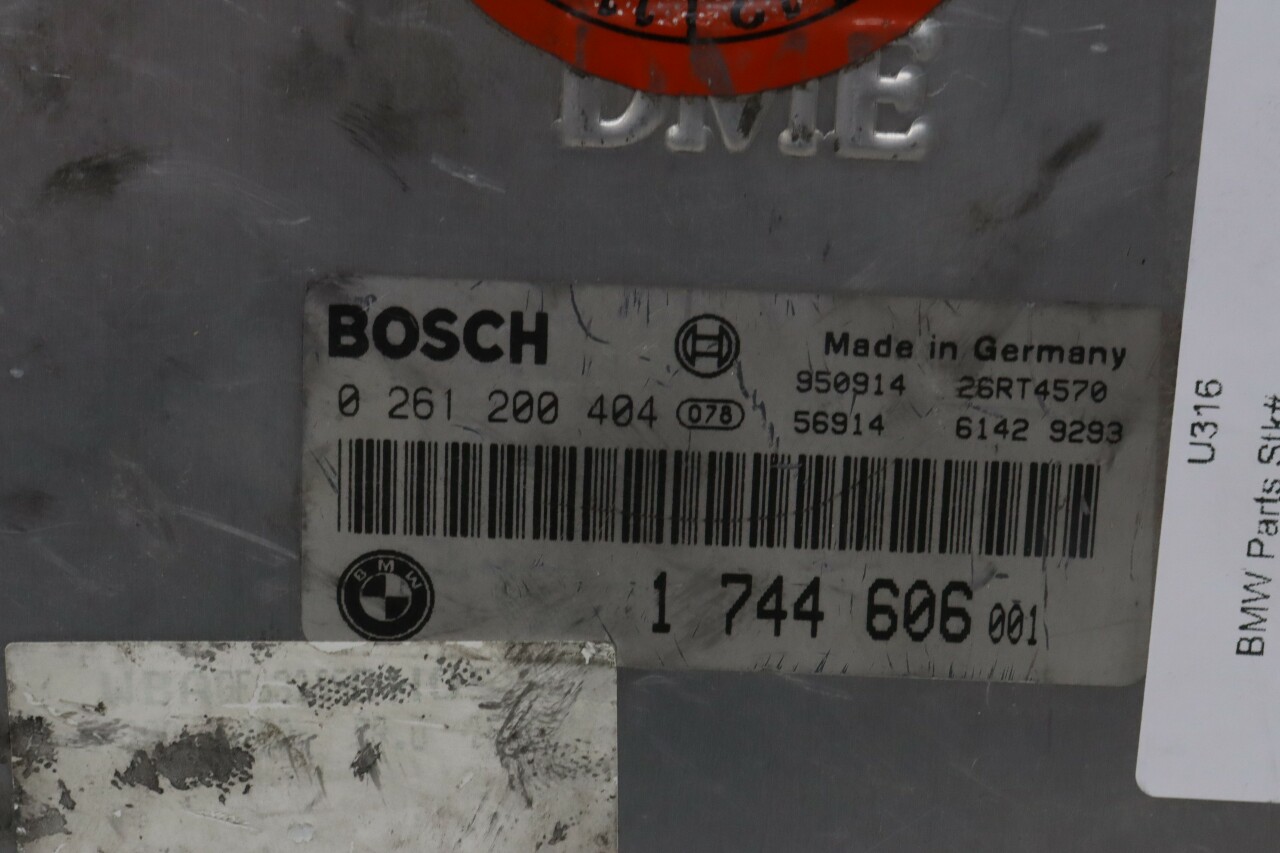 DME
BOSCH
Made in Germany
0 261 200 404 078
950914 26RT4570
56914 6142 9293
BMW
1 744 606 001
U316
BMW Parts Stk#